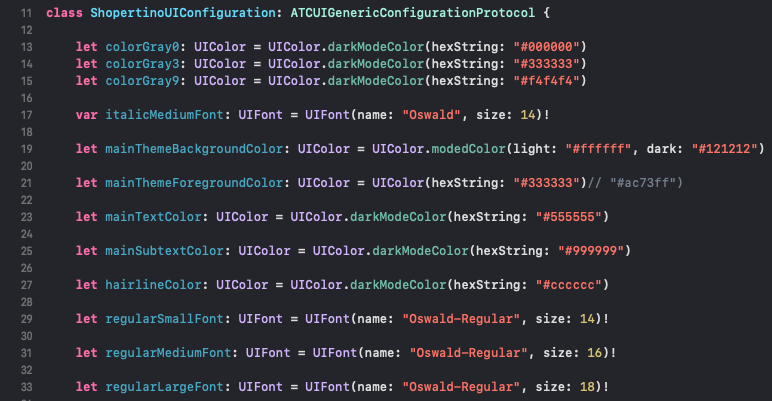 11 class ShopertinoUIConfiguration: ATCUIGenericConfigurationProtocol {
12
13 let colorGray0: UIColor = UIColor.darkModeColor(hexString: "#000000")
14 let colorGray3: UIColor = UIColor.darkModeColor(hexString: "#333333")
15 let colorGray9: UIColor = UIColor.darkModeColor(hexString: "#f4f4f4")
16
17 var italicMediumFont: UIFont = UIFont(name: "Oswald", size: 14)!
18
19 let mainThemeBackgroundColor: UIColor = UIColor.modedColor(light: "#ffffff", dark: "#121212")
20
21 let mainThemeForegroundColor: UIColor = UIColor(hexString: "#333333")// "#ac73ff")
22
23 let mainTextColor: UIColor = UIColor.darkModeColor(hexString: "#555555")
24
25 let mainSubtextColor: UIColor = UIColor.darkModeColor(hexString: "#999999")
26
27 let hairlineColor: UIColor = UIColor.darkModeColor(hexString: "#cccccc")
28
29 let regularSmallFont: UIFont = UIFont(name: "Oswald-Regular", size: 14)!
30
31 let regularMediumFont: UIFont = UIFont(name: "Oswald-Regular", size: 16)!
32
33 let regularLargeFont: UIFont = UIFont(name: "Oswald-Regular", size: 18)!